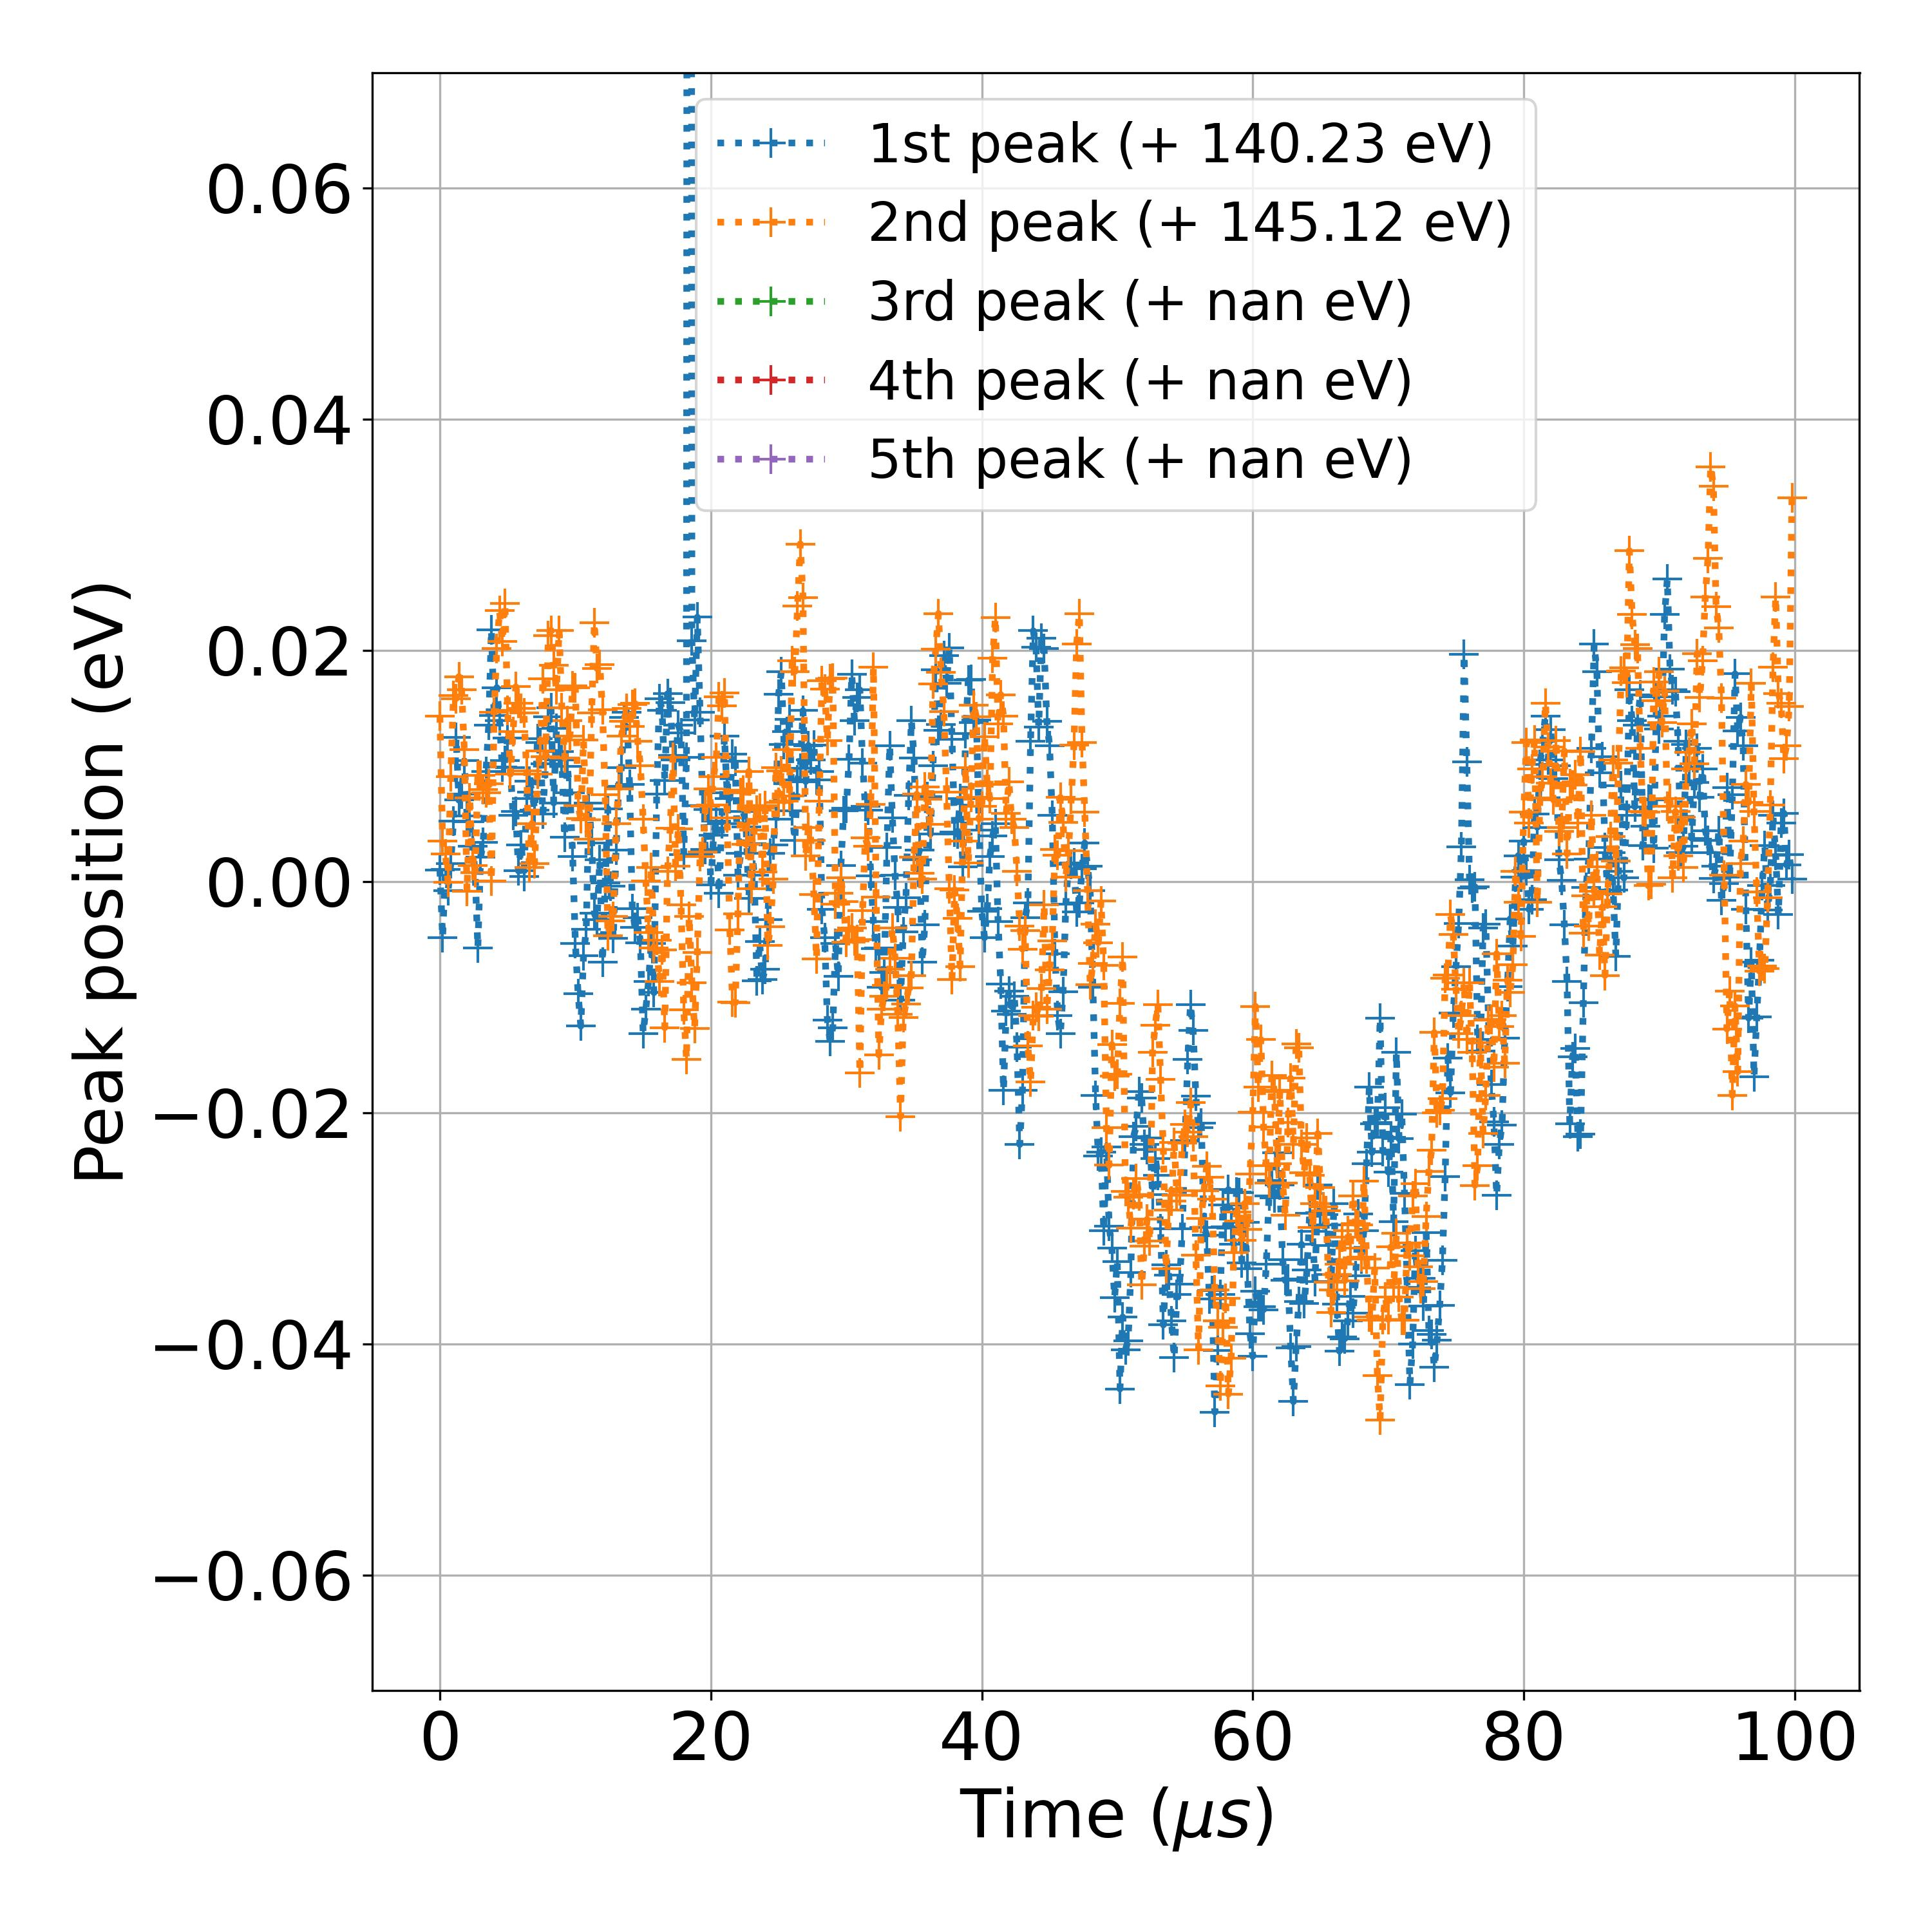 1st peak (+ 140.23 eV)
2nd peak (+ 145.12 eV)
3rd peak (+ nan eV)
4th peak (+ nan eV)
5th peak (+ nan eV)
Peak position (eV)
0.06
0.04
0.02
0.00
−0.02
−0.04
−0.06
0 20 40 60 80 100
Time (μs)